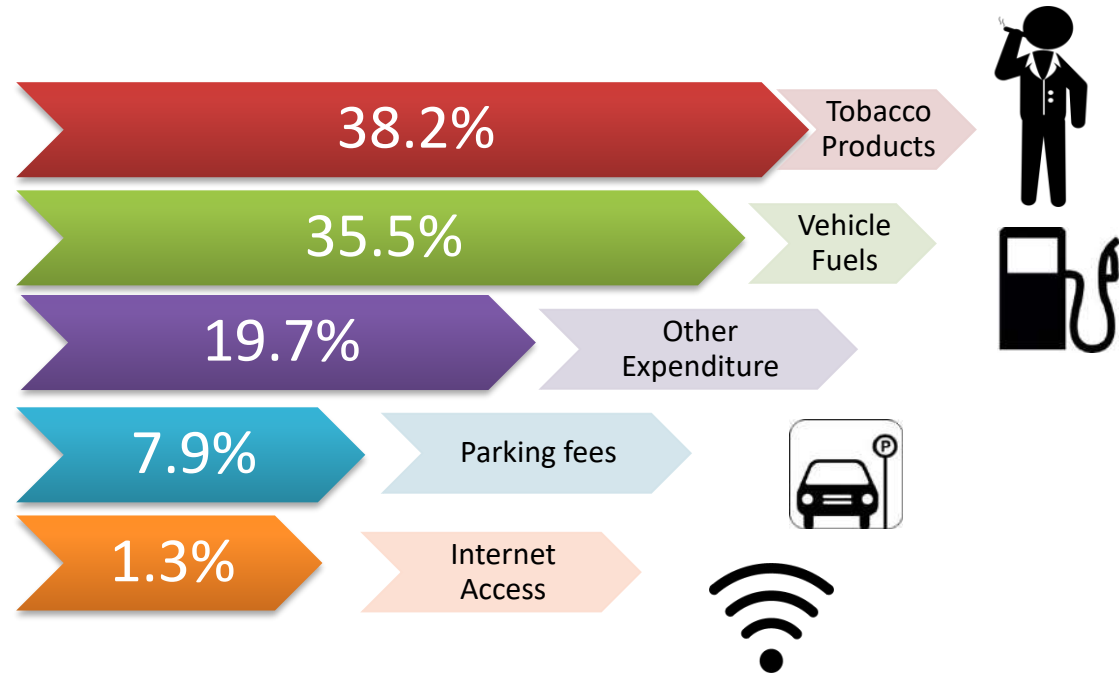 38.2%
Tobacco
Products
35.5%
Vehicle
Fuels
19.7%
Other
Expenditure
7.9%
Parking fees
P
1.3%
Internet
Access